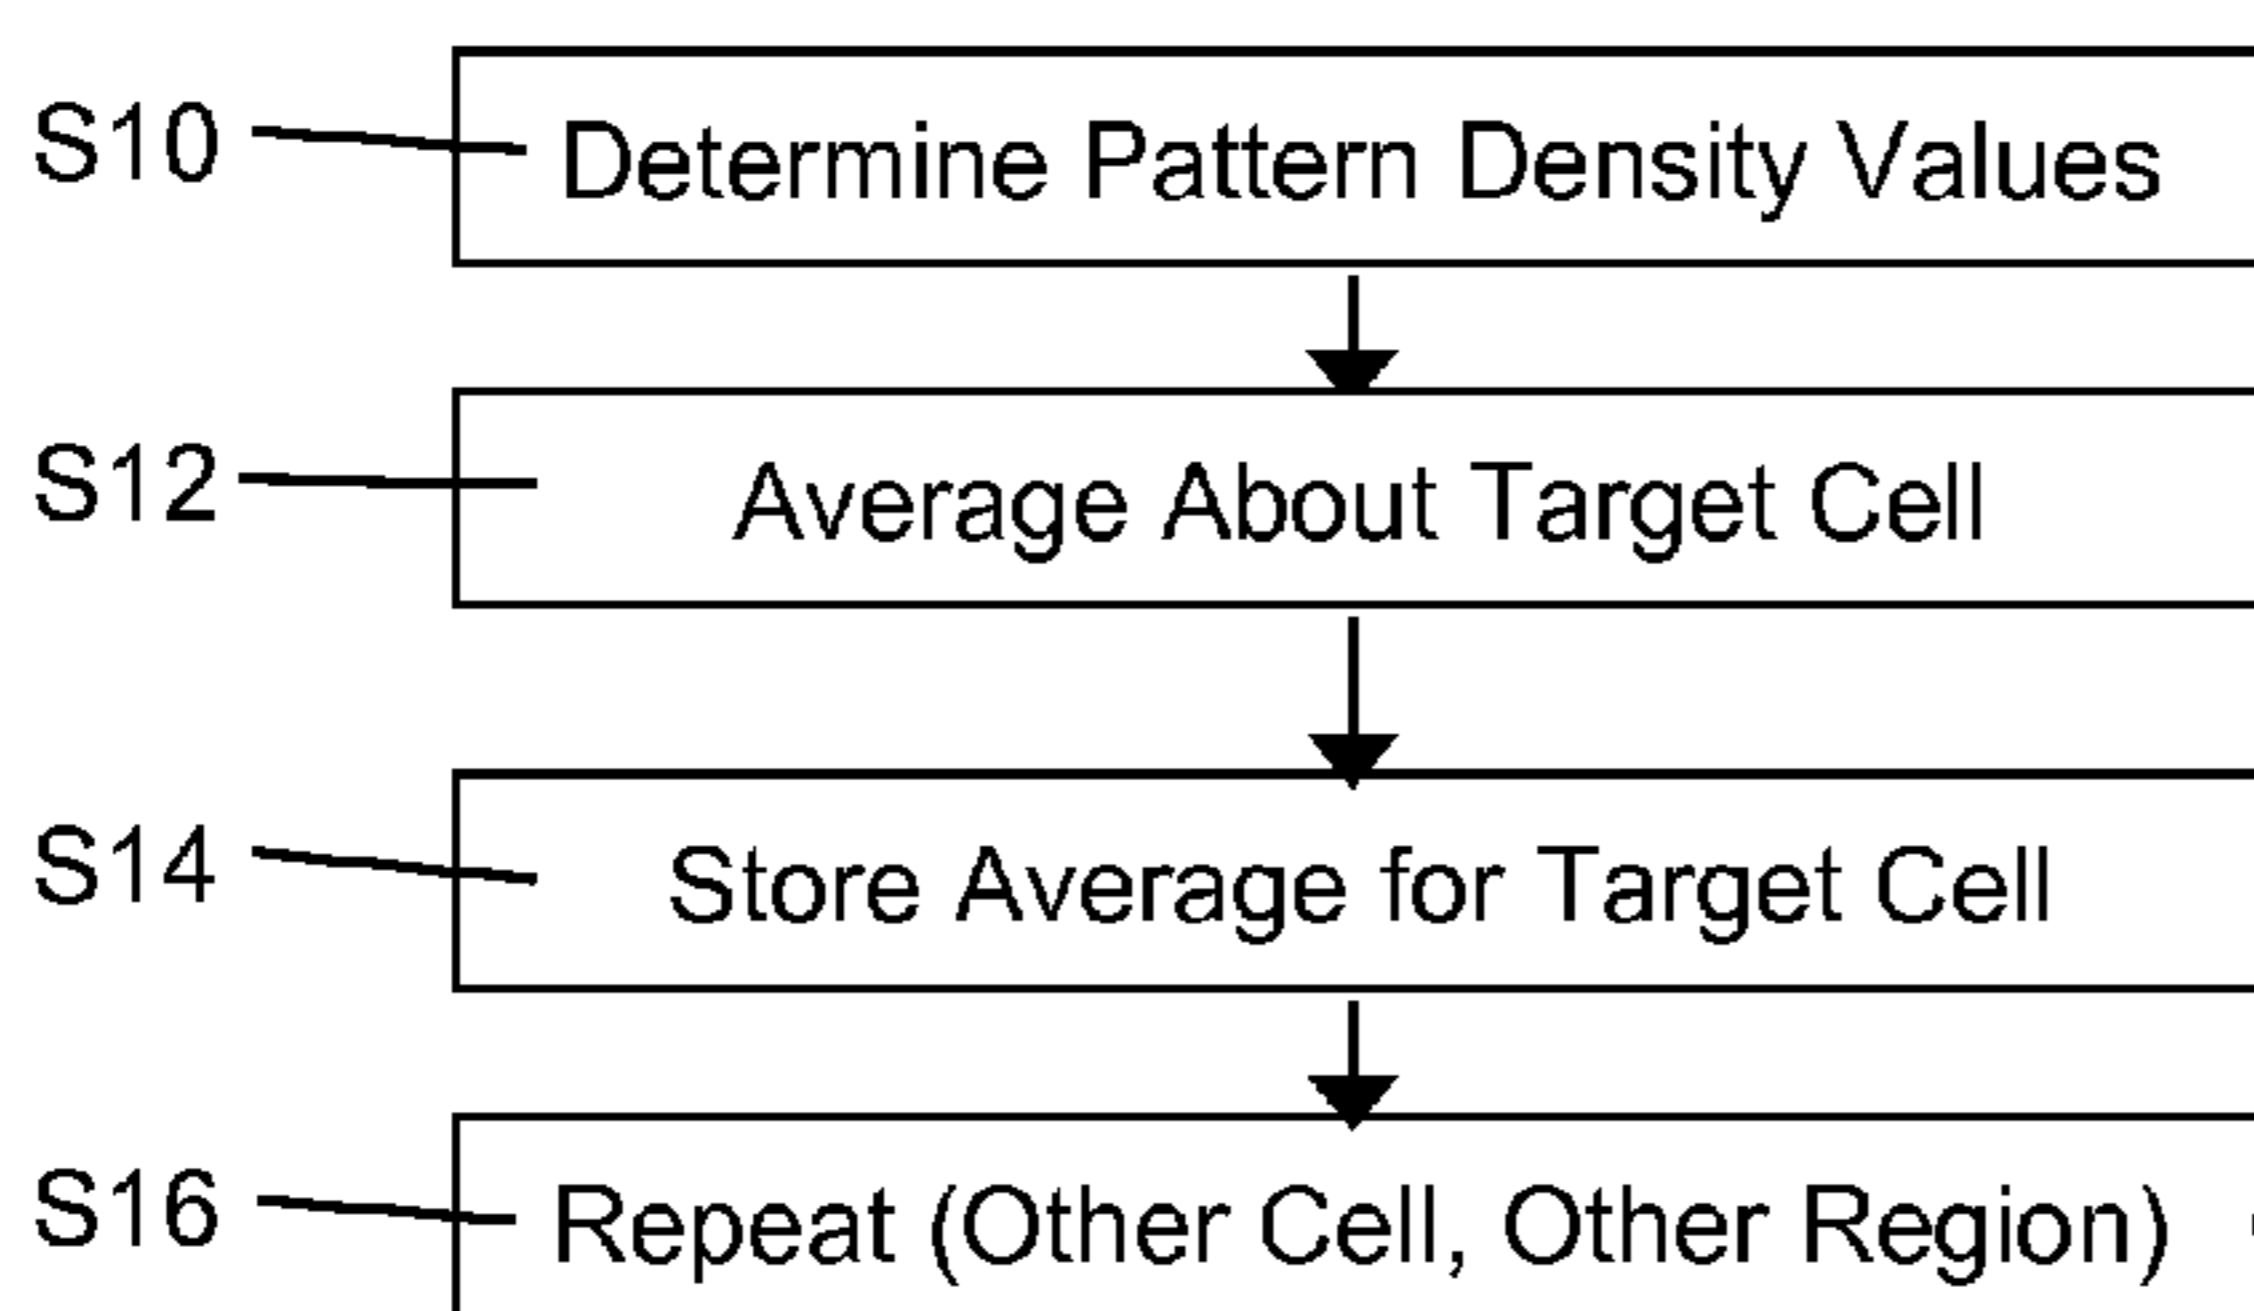 S10 Determine Pattern Density Values
S12 Average About Target Cell
S14 Store Average for Target Cell
S16 Repeat (Other Cell, Other Region)